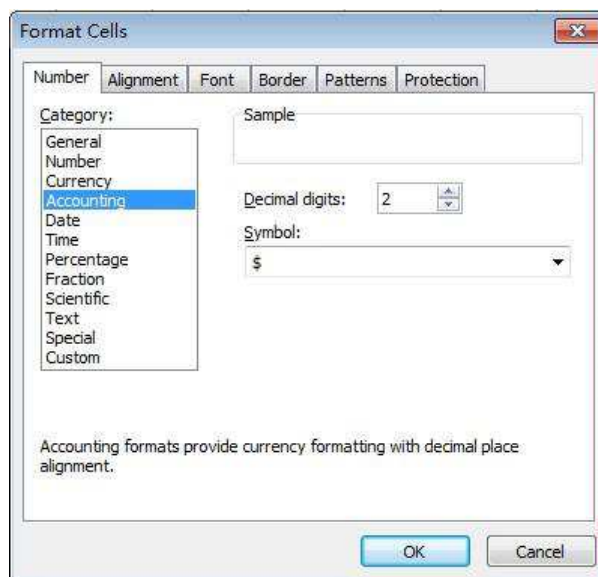 Format Cells
Number Alignment Font Border Patterns Protection
Category:
General
Number
Currency
Accounting
Date
Time
Percentage
Fraction
Scientific
Text
Special
Custom
Sample
Decimal digits: 2
Symbol:
$
Accounting formats provide currency formatting with decimal place
alignment.
OK Cancel